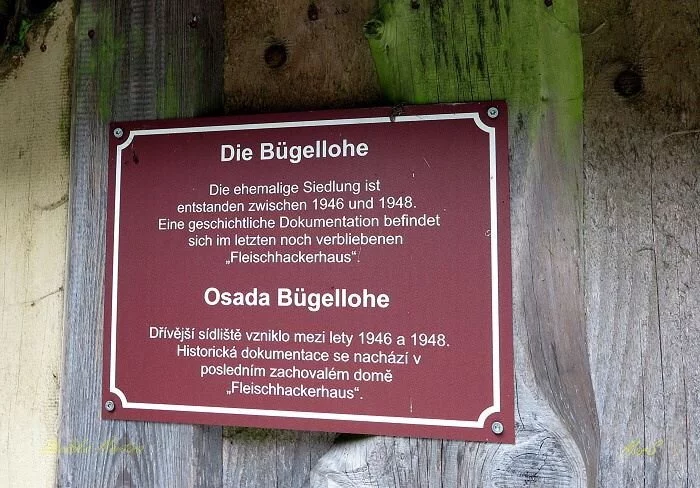 Die Bügellohe
Die ehemalige Siedlung ist
entstanden zwischen 1946 und 1948.
Eine geschichtliche Dokumentation befindet
sich im letzten noch verbliebenen
„Fleischhackerhaus“.
Osada Bügellohe
Dřívější sídliště vzniklo mezi lety 1946 a 1948.
Historická dokumentace se nachází v
posledním zachovalém domě
„Fleischhackerhaus“.